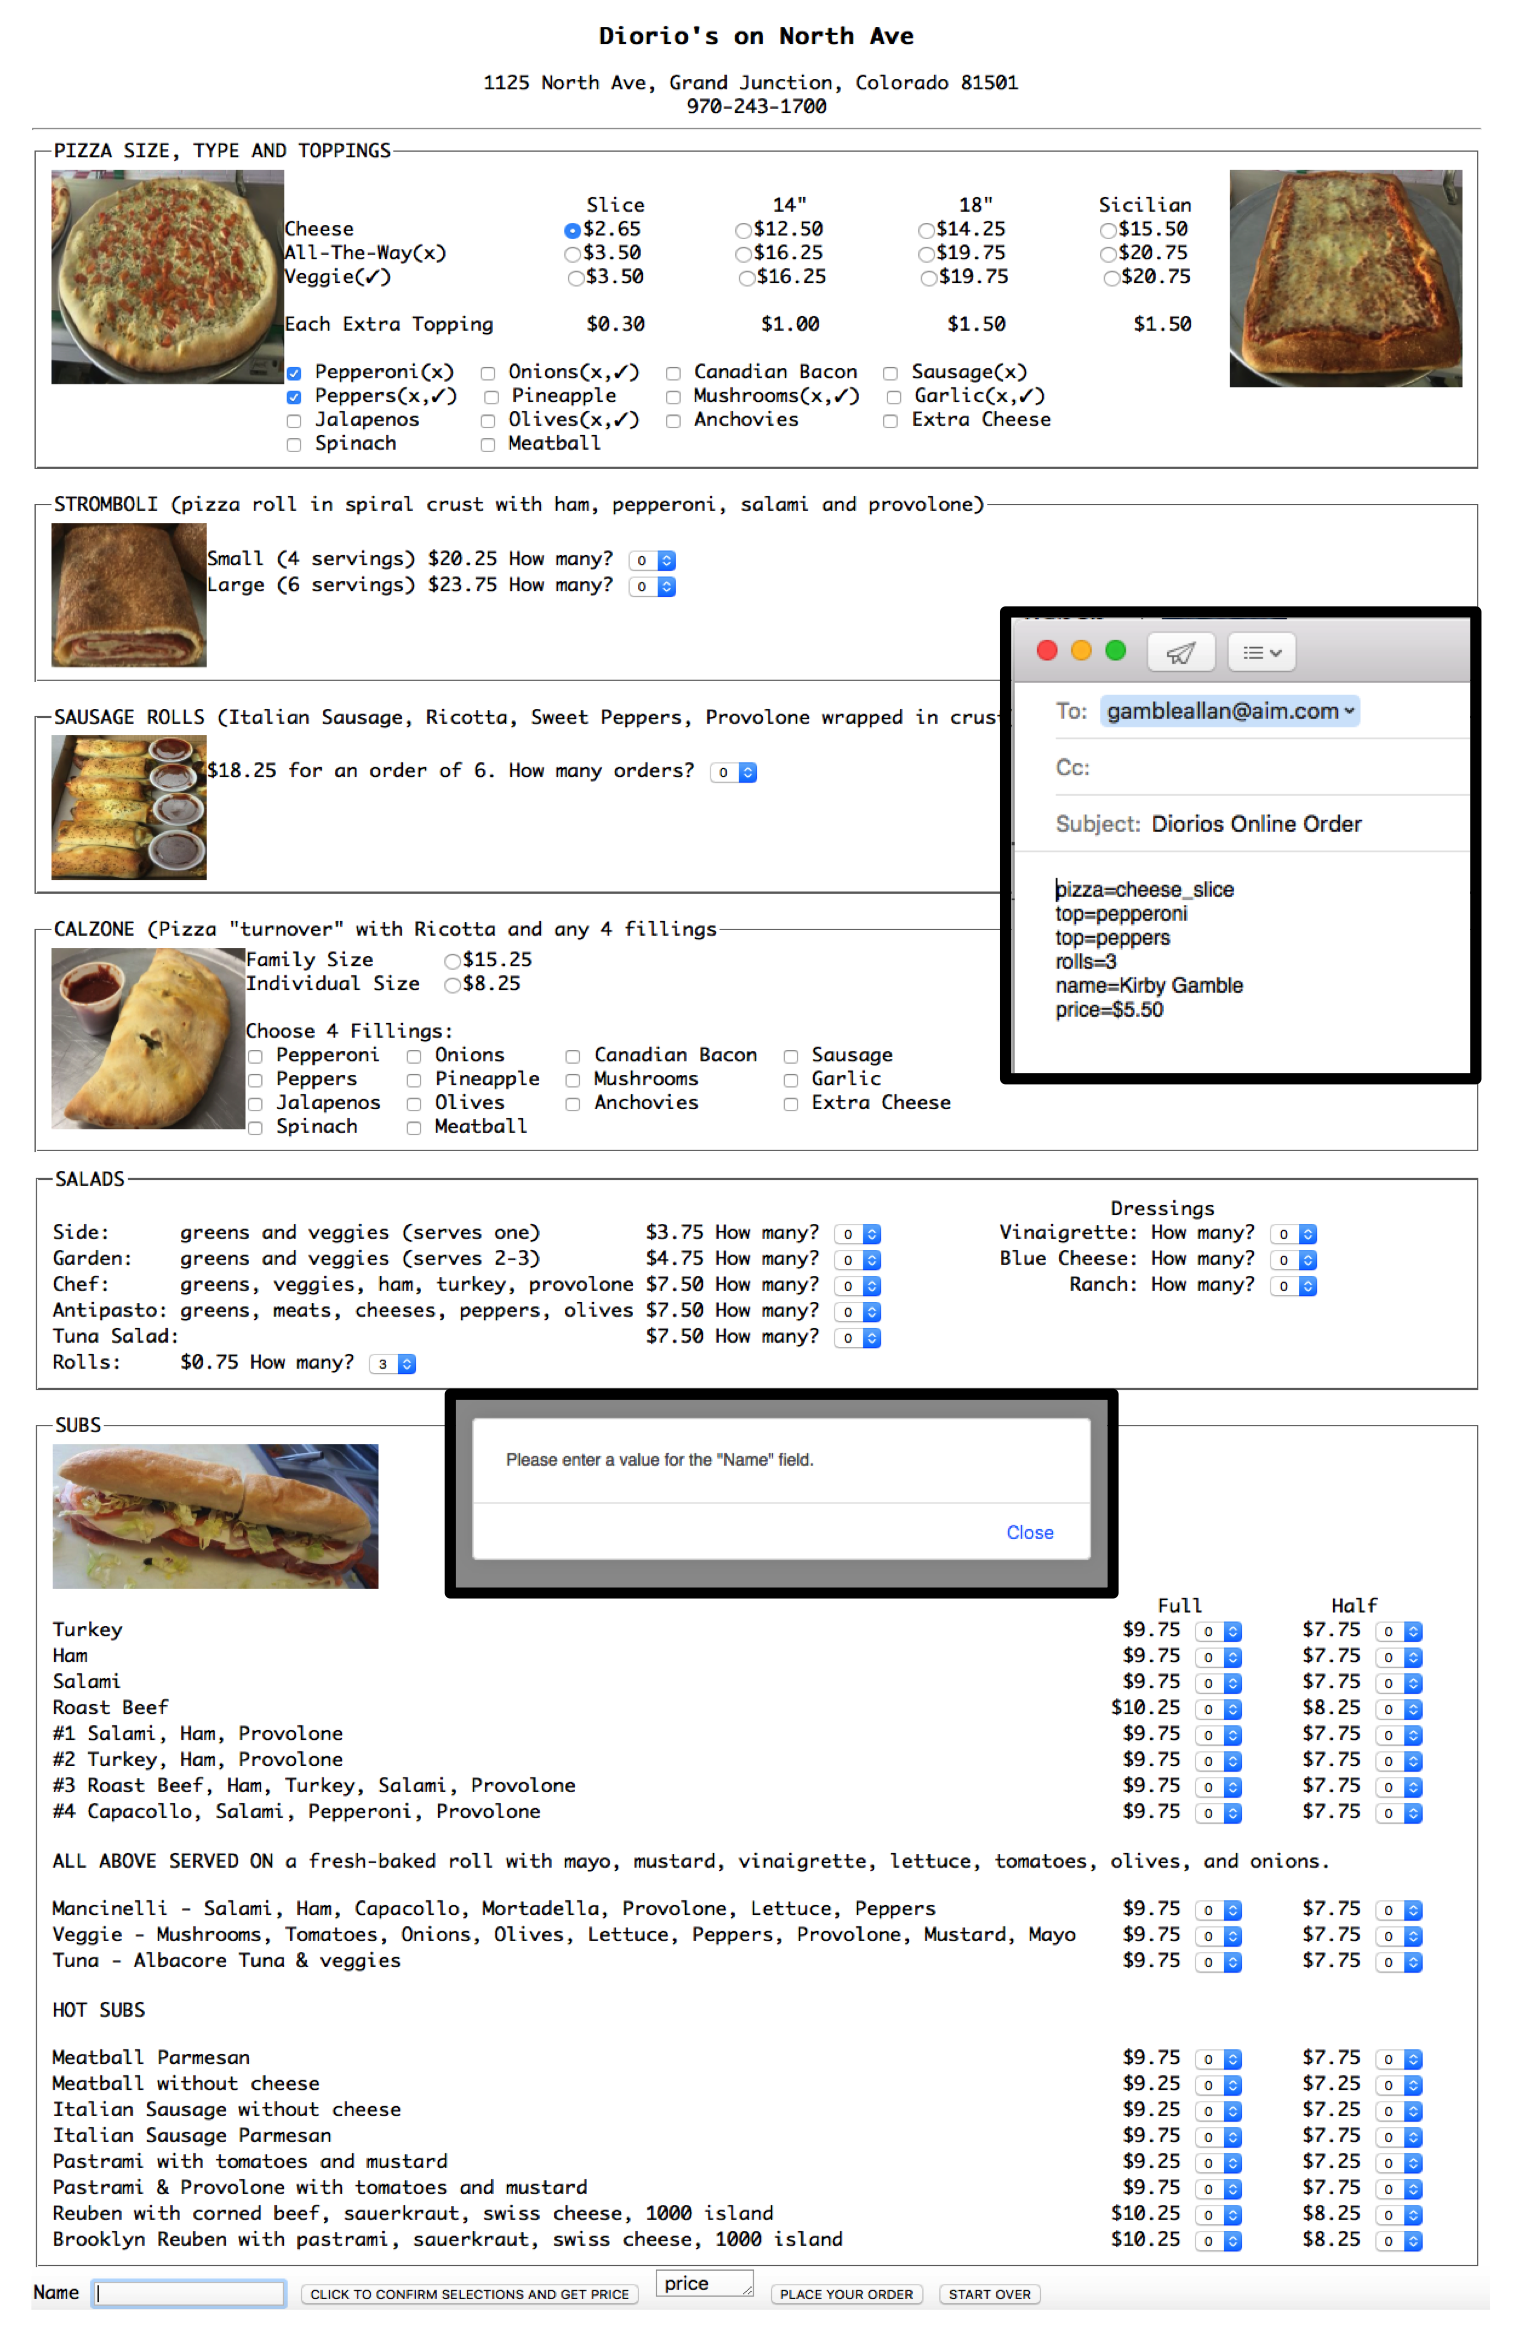 Diorio's on North Ave
1125 North Ave, Grand Junction, Colorado 81501
970-243-1700
PIZZA SIZE, TYPE AND TOPPINGS
Slice 14" 18" Sicilian
Cheese $2.65 $12.50 $14.25 $15.50
All-The-Way(x) $3.50 $16.25 $19.75 $20.75
Veggie(✓) $3.50 $16.25 $19.75 $20.75
Each Extra Topping $0.30 $1.00 $1.50 $1.50
Pepperoni(x) Onions(x,✓) Canadian Bacon Sausage(x)
Peppers(x,✓) Pineapple Mushrooms(x,✓) Garlic(x,✓)
Jalapenos Olives(x,✓) Anchovies Extra Cheese
Spinach Meatball
STROMBOLI (pizza roll in spiral crust with ham, pepperoni, salami and provolone)
Small (4 servings) $20.25 How many? 0
Large (6 servings) $23.75 How many? 0
SAUSAGE ROLLS (Italian Sausage, Ricotta, Sweet Peppers, Provolone wrapped in crus
$18.25 for an order of 6. How many orders? 0
To: gambleallan@aim.com
Cc:
Subject: Diorios Online Order
pizza=cheese_slice
top=pepperoni
top=peppers
rolls=3
name=Kirby Gamble
price=$5.50
CALZONE (Pizza "turnover" with Ricotta and any 4 fillings
Family Size $15.25
Individual Size $8.25
Choose 4 Fillings:
Pepperoni Onions Canadian Bacon Sausage
Peppers Pineapple Mushrooms Garlic
Jalapenos Olives Anchovies Extra Cheese
Spinach Meatball
SALADS
Dressings
Side: greens and veggies (serves one) $3.75 How many? 0 Vinaigrette: How many? 0
Garden: greens and veggies (serves 2-3) $4.75 How many? 0 Blue Cheese: How many? 0
Chef: greens, veggies, ham, turkey, provolone $7.50 How many? 0 Ranch: How many? 0
Antipasto: greens, meats, cheeses, peppers, olives $7.50 How many? 0
Tuna Salad: $7.50 How many? 0
Rolls: $0.75 How many? 3
SUBS
Please enter a value for the "Name" field.
Close
Full Half
Turkey $9.75 0 $7.75 0
Ham $9.75 0 $7.75 0
Salami $9.75 0 $7.75 0
Roast Beef $10.25 0 $8.25 0
#1 Salami, Ham, Provolone $9.75 0 $7.75 0
#2 Turkey, Ham, Provolone $9.75 0 $7.75 0
#3 Roast Beef, Ham, Turkey, Salami, Provolone $9.75 0 $7.75 0
#4 Capacollo, Salami, Pepperoni, Provolone $9.75 0 $7.75 0
ALL ABOVE SERVED ON a fresh-baked roll with mayo, mustard, vinaigrette, lettuce, tomatoes, olives, and onions.
Mancinelli - Salami, Ham, Capacollo, Mortadella, Provolone, Lettuce, Peppers $9.75 0 $7.75 0
Veggie - Mushrooms, Tomatoes, Onions, Olives, Lettuce, Peppers, Provolone, Mustard, Mayo $9.75 0 $7.75 0
Tuna - Albacore Tuna & veggies $9.75 0 $7.75 0
HOT SUBS
Meatball Parmesan $9.75 0 $7.75 0
Meatball without cheese $9.25 0 $7.25 0
Italian Sausage without cheese $9.25 0 $7.25 0
Italian Sausage Parmesan $9.75 0 $7.75 0
Pastrami with tomatoes and mustard $9.25 0 $7.25 0
Pastrami & Provolone with tomatoes and mustard $9.75 0 $7.75 0
Reuben with corned beef, sauerkraut, swiss cheese, 1000 island $10.25 0 $8.25 0
Brooklyn Reuben with pastrami, sauerkraut, swiss cheese, 1000 island $10.25 0 $8.25 0
Name CLICK TO CONFIRM SELECTIONS AND GET PRICE price PLACE YOUR ORDER START OVER